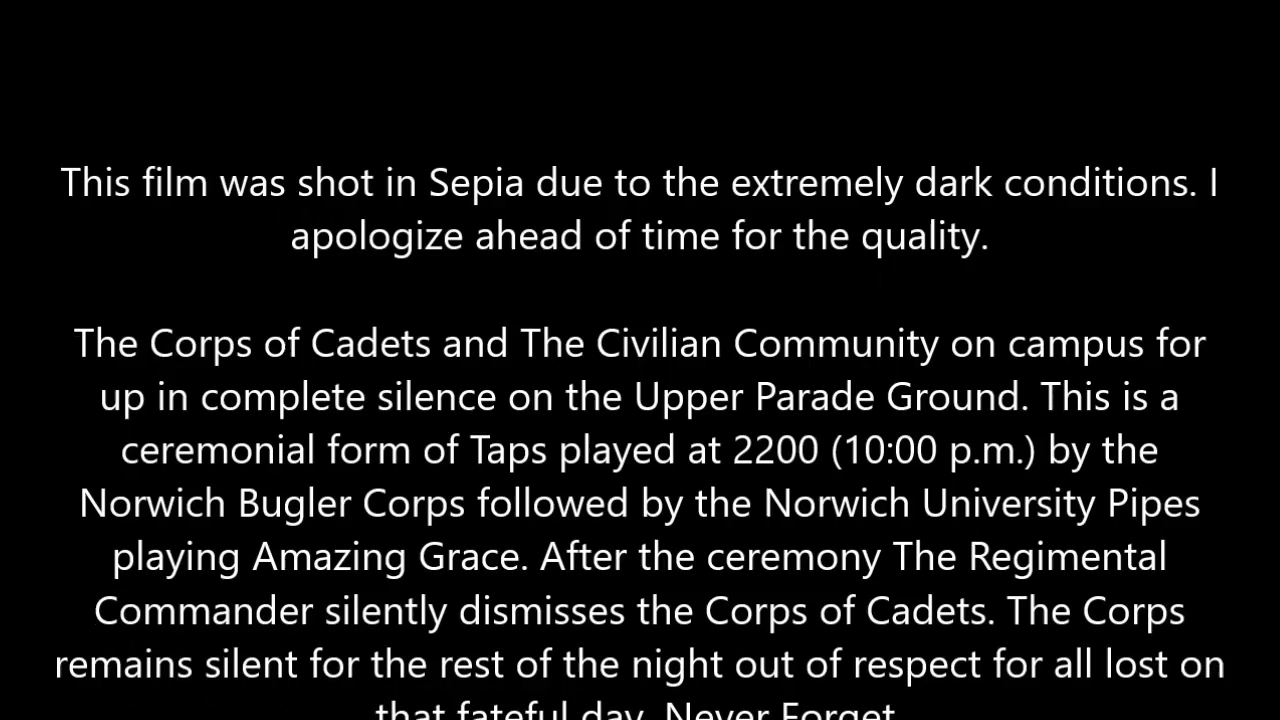 This film was shot in Sepia due to the extremely dark conditions. I
apologize ahead of time for the quality.
The Corps of Cadets and The Civilian Community on campus for
up in complete silence on the Upper Parade Ground. This is a
ceremonial form of Taps played at 2200 (10:00 p.m.) by the
Norwich Bugler Corps followed by the Norwich University Pipes
playing Amazing Grace. After the ceremony The Regimental
Commander silently dismisses the Corps of Cadets. The Corps
remains silent for the rest of the night out of respect for all lost on
that fateful day. Never Forget